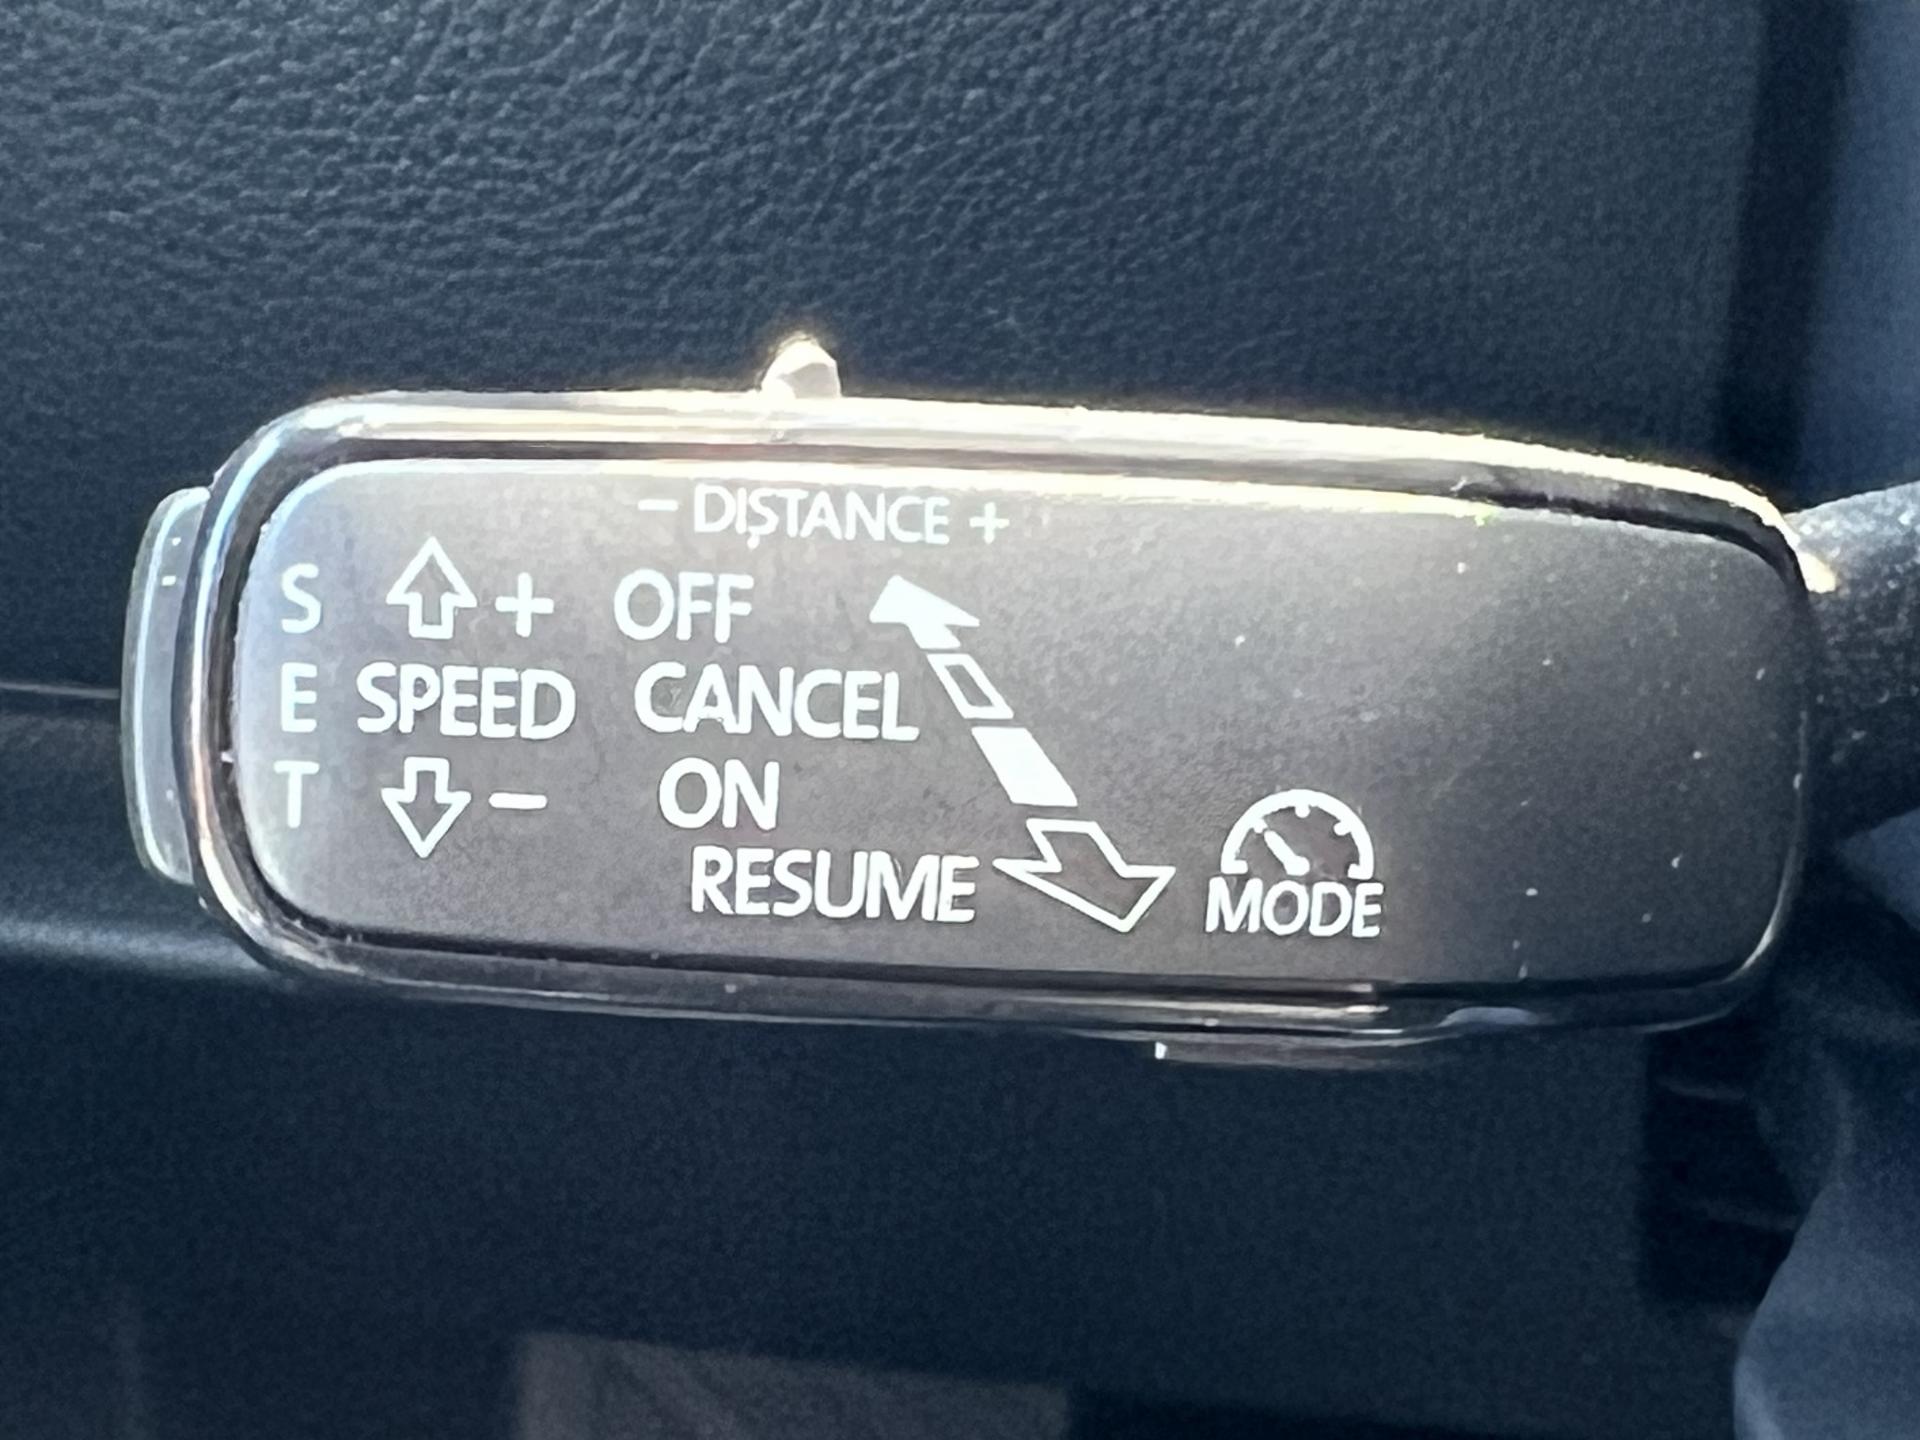 - DISTANCE +
S + OFF
E SPEED CANCEL
T - ON
RESUME MODE